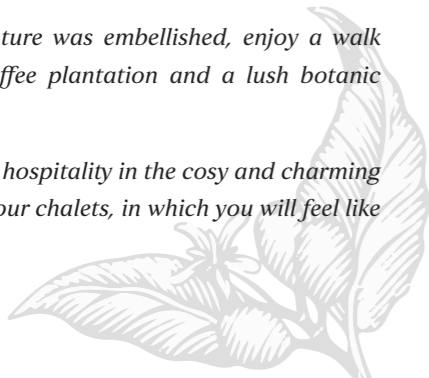 ture was embellished, enjoy a walk
ffee plantation and a lush botanic
hospitality in the cosy and charming
our chalets, in which you will feel like